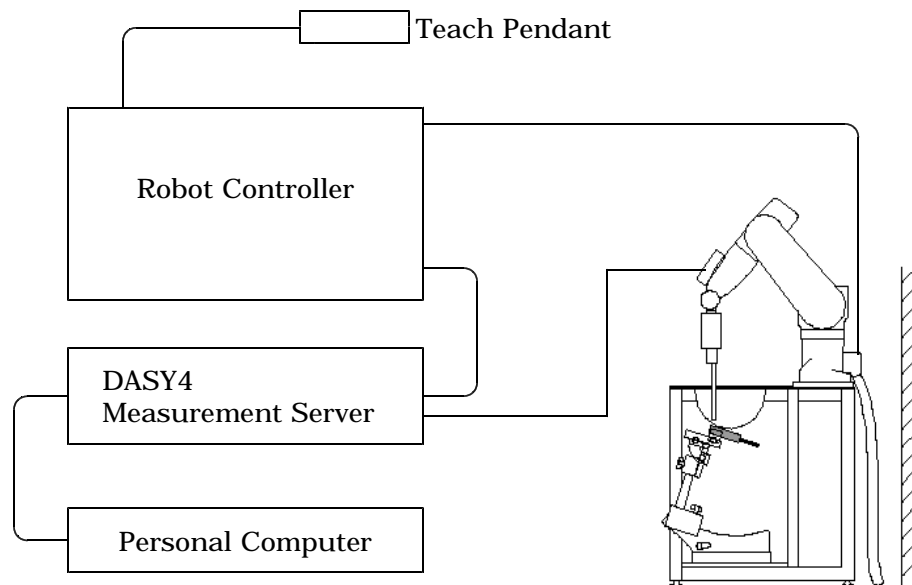 Teach Pendant
Robot Controller
DASY4
Measurement Server
Personal Computer